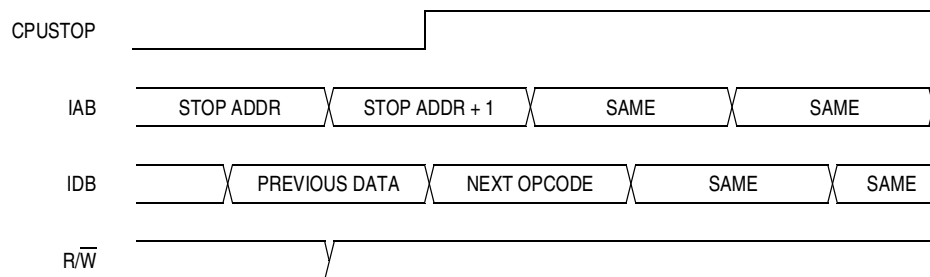 CPUSTOP
IAB STOP ADDR STOP ADDR + 1 SAME SAME
IDB PREVIOUS DATA NEXT OPCODE SAME SAME
R/W̅